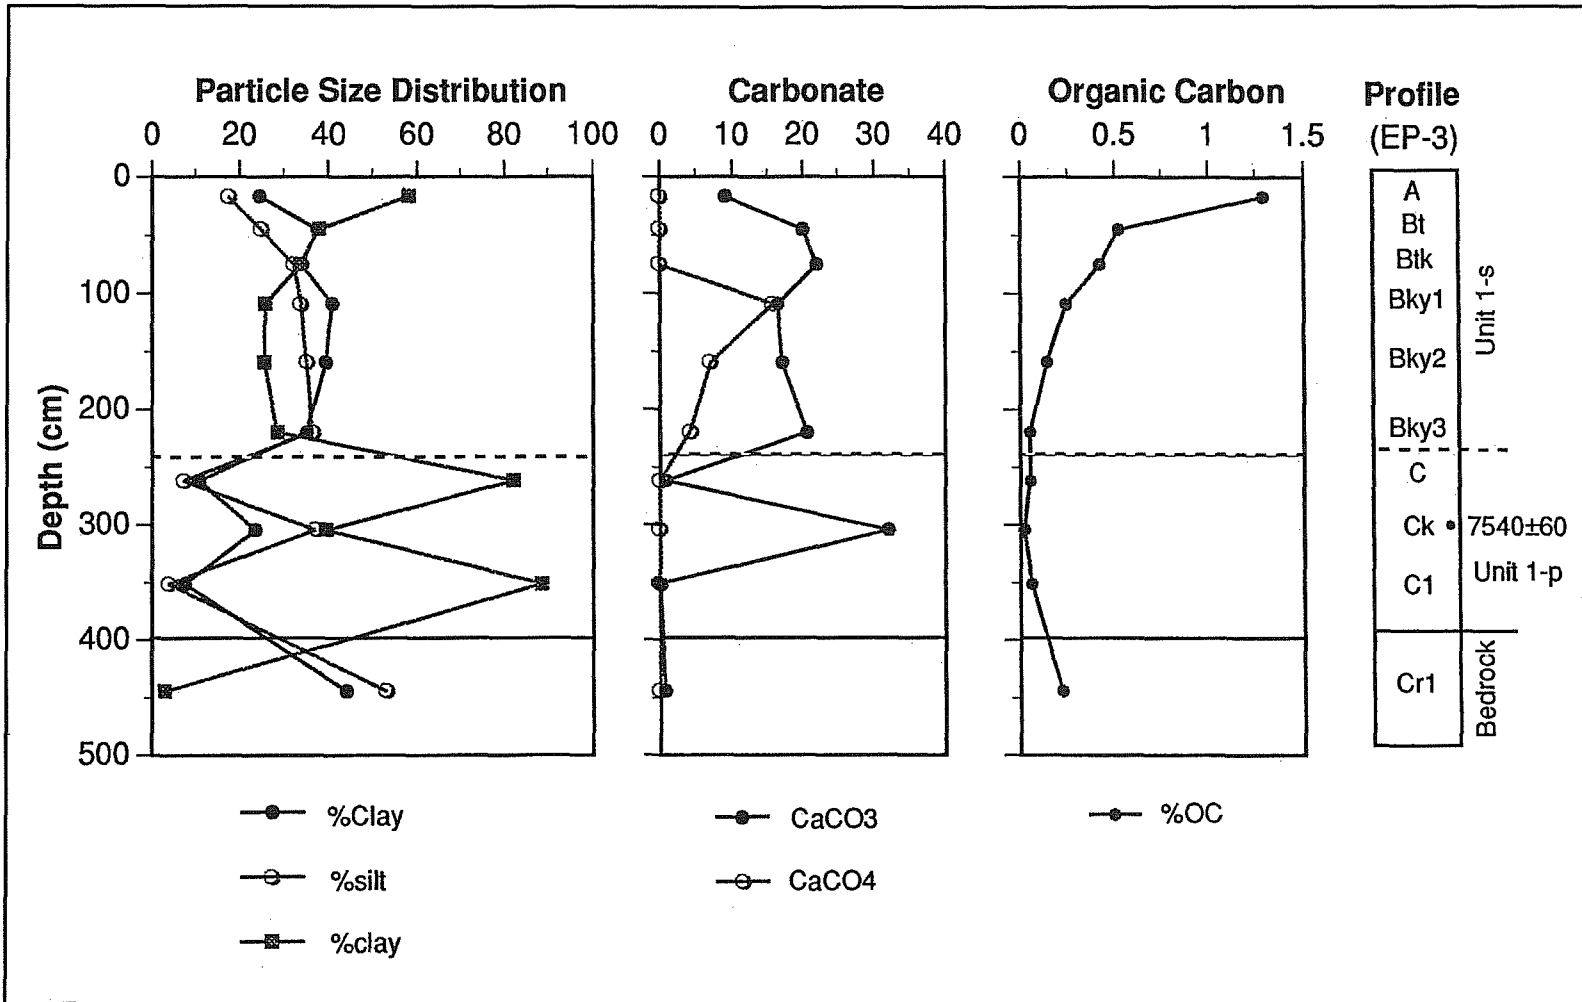 Particle Size Distribution
0 20 40 60 80 100
Carbonate
0 10 20 30 40
Organic Carbon
0 0.5 1 1.5
Profile
(EP-3)
Depth (cm)
0
100
200
300
400
500
A
Bt
Btk
Bky1
Bky2
Bky3
C
Ck
C1
Cr1
Unit 1-s
7540±60
Unit 1-p
Bedrock
%Clay
%silt
%clay
CaCO3
CaCO4
%OC